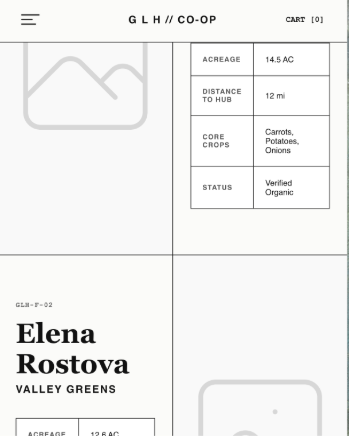 G L H // CO-OP
CART [0]
ACREAGE
14.5 AC
DISTANCE
TO HUB
12 mi
CORE
CROPS
Carrots,
Potatoes,
Onions
STATUS
Verified
Organic
GLH-F-02
Elena
Rostova
VALLEY GREENS
ACREAGE
12.6 AC